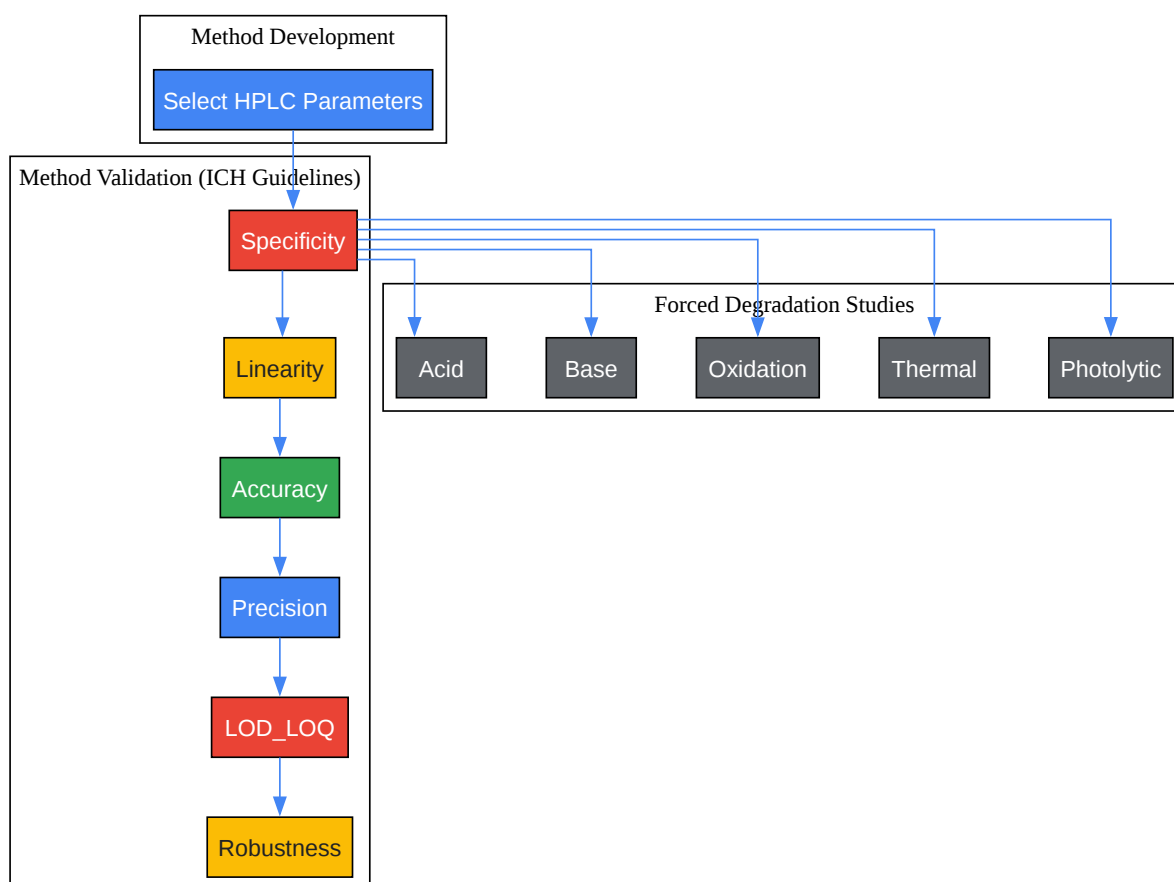 Method Development
Select HPLC Parameters
Method Validation (ICH Guidelines)
Specificity
Forced Degradation Studies
Linearity
Acid
Base
Oxidation
Thermal
Photolytic
Accuracy
Precision
LOD_LOQ
Robustness